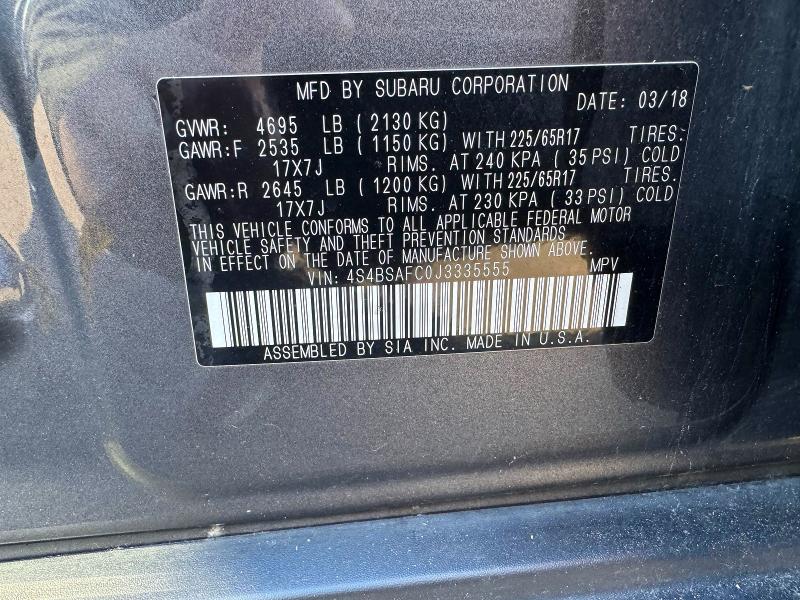 MFD BY SUBARU CORPORATION
DATE: 03/18
GVWR: 4695 LB ( 2130 KG)
GAWR:F 2535 LB ( 1150 KG) WITH 225/65R17 TIRES.
17X7J RIMS. AT 240 KPA ( 35 PSI) COLD
GAWR:R 2645 LB ( 1200 KG) WITH 225/65R17 TIRES.
17X7J RIMS. AT 230 KPA ( 33 PSI) COLD
THIS VEHICLE CONFORMS TO ALL APPLICABLE FEDERAL MOTOR
VEHICLE SAFETY AND THEFT PREVENTION STANDARDS
IN EFFECT ON THE DATE OF MANUFACTURE SHOWN ABOVE.
VIN: 4S4BSAFC0J3335555 MPV
ASSEMBLED BY SIA INC. MADE IN U.S.A.